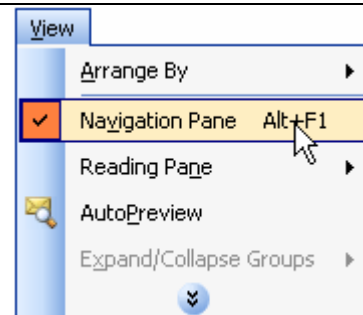 View
Arrange By
Navigation Pane Alt+F1
Reading Pane
AutoPreview
Expand/Collapse Groups